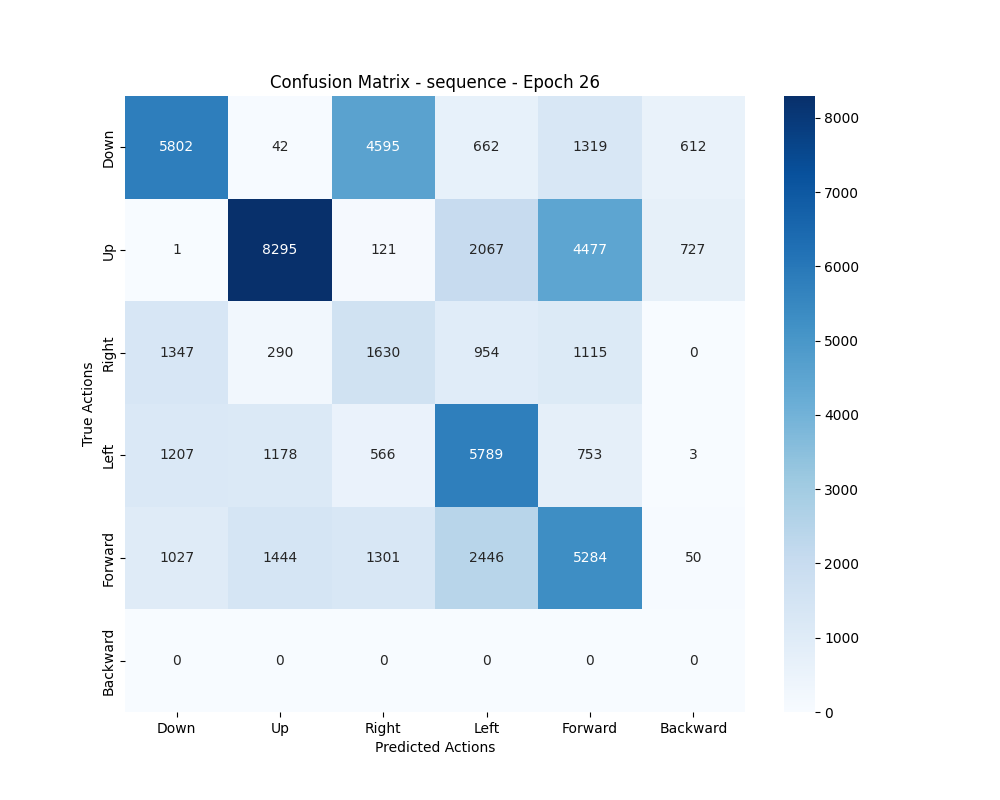 Confusion Matrix - sequence - Epoch 26
True Actions
Down
5802 42 4595 662 1319 612
Up
1 8295 121 2067 4477 727
Right
1347 290 1630 954 1115 0
Left
1207 1178 566 5789 753 3
Forward
1027 1444 1301 2446 5284 50
Backward
0 0 0 0 0 0
Down Up Right Left Forward Backward
Predicted Actions
8000
7000
6000
5000
4000
3000
2000
1000
0